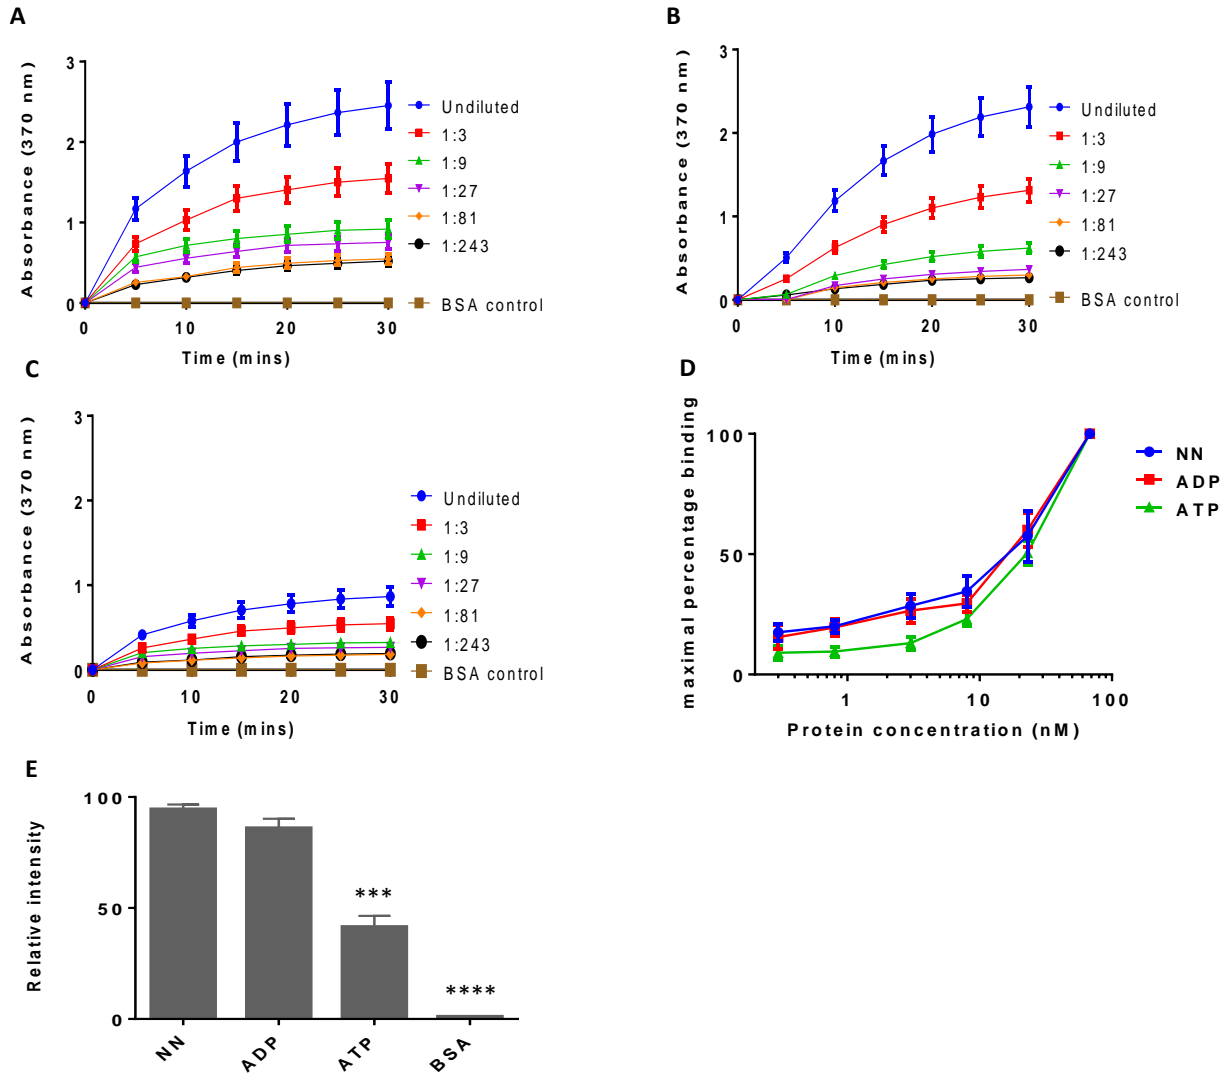 A
Absorbance (370 nm)
3
2
1
0
0 10 20 30
Time (mins)
Undiluted
1:3
1:9
1:27
1:81
1:243
BSA control
B
Absorbance (370 nm)
3
2
1
0
0 10 20 30
Time (mins)
Undiluted
1:3
1:9
1:27
1:81
1:243
BSA control
C
Absorbance (370 nm)
3
2
1
0
0 10 20 30
Time (mins)
Undiluted
1:3
1:9
1:27
1:81
1:243
BSA control
D
maximal percentage binding
100
50
0
1 10 100
Protein concentration (nM)
NN
ADP
ATP
E
Relative intensity
100
50
0
***
****
NN ADP ATP BSA